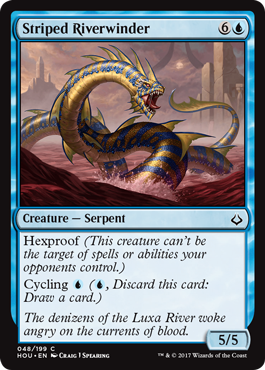 Striped Riverwinder 6
Creature — Serpent
Hexproof (This creature can't be
the target of spells or abilities your
opponents control.)
Cycling (, Discard this card:
Draw a card.)
The denizens of the Luxa River woke
angry on the currents of blood.
5/5
048/199 C
HOU • EN Craig J Spearing
™ & © 2017 Wizards of the Coast